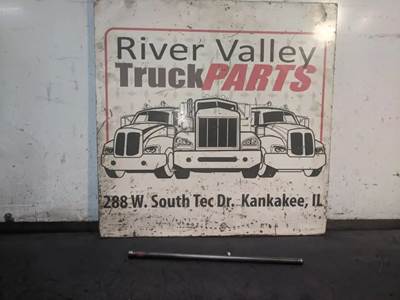 River Valley
TruckPARTS
288 W. South Tec Dr. Kankakee, IL